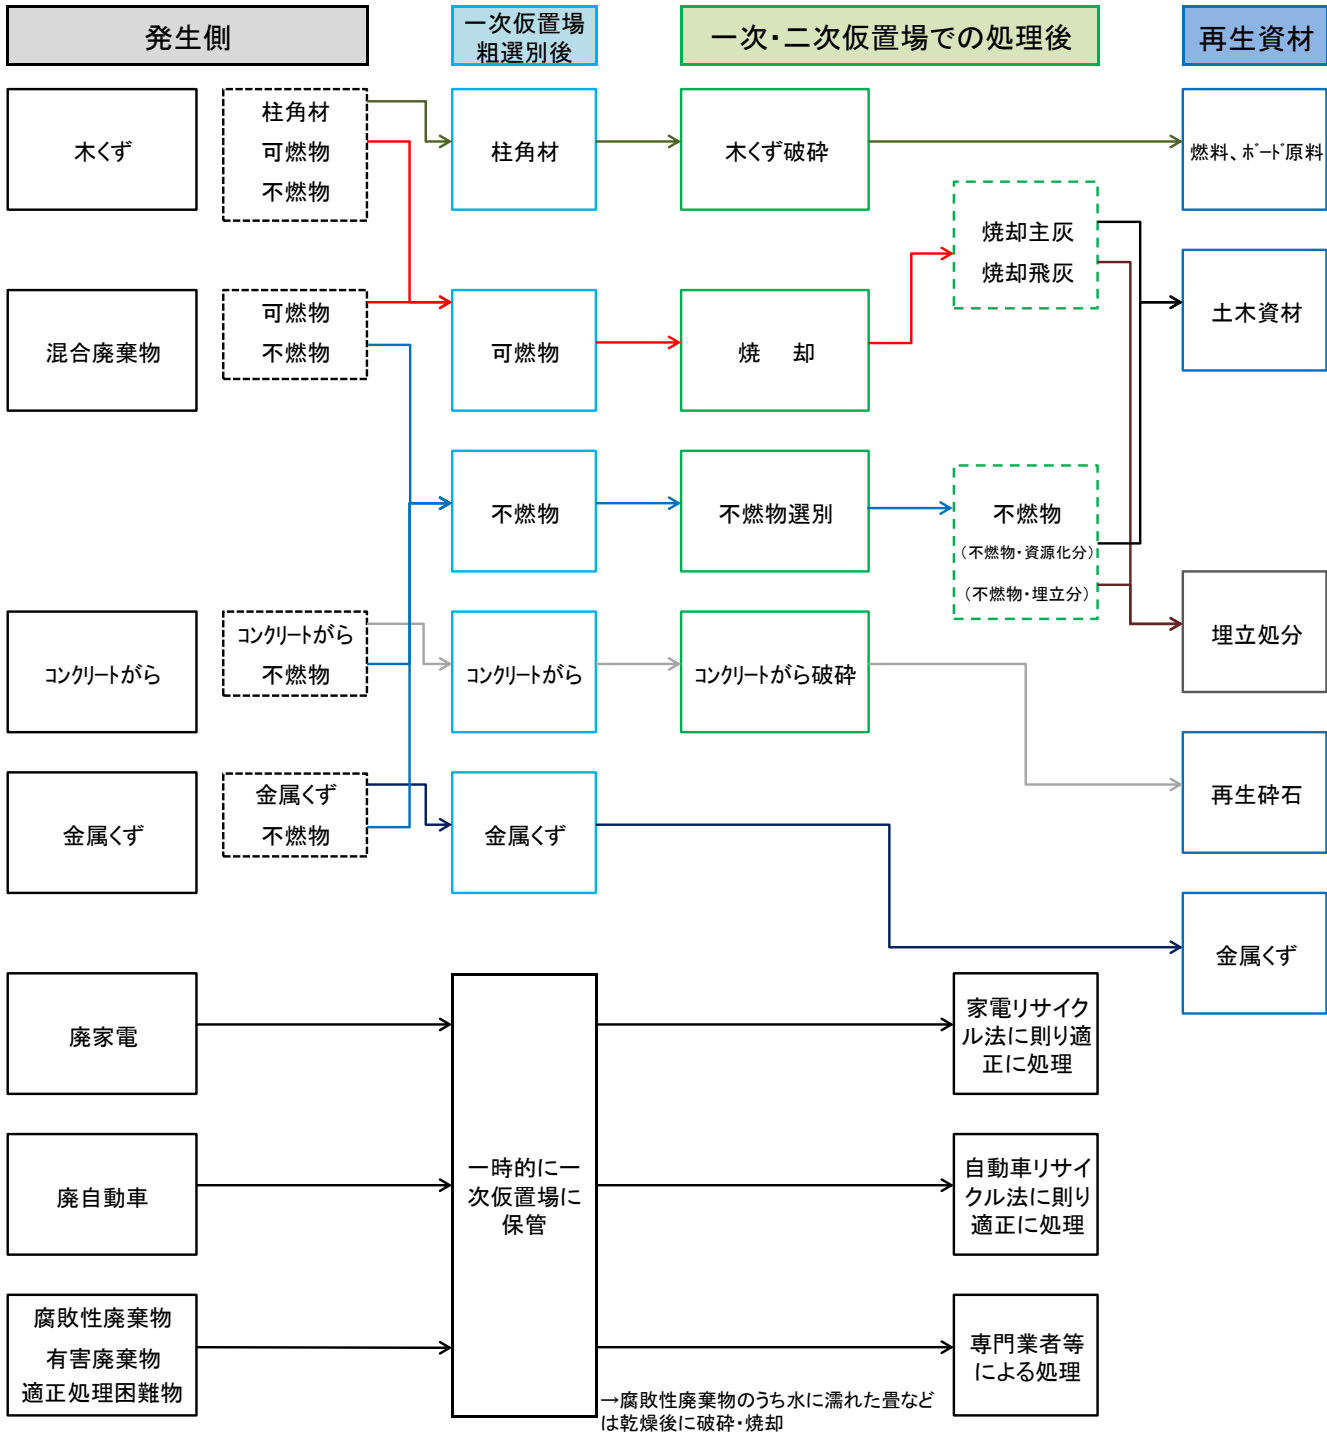 発生側
一次仮置場
粗選別後
一次・二次仮置場での処理後
再生資材
木くず
柱角材
可燃物
不燃物
柱角材
木くず破砕
燃料、ﾎﾞｰﾄﾞ原料
焼却主灰
焼却飛灰
土木資材
混合廃棄物
可燃物
不燃物
可燃物
焼　却
不燃物
不燃物選別
不燃物
（不燃物・資源化分）
（不燃物・埋立分）
埋立処分
ｺﾝｸﾘｰﾄがら
ｺﾝｸﾘｰﾄがら
不燃物
ｺﾝｸﾘｰﾄがら
ｺﾝｸﾘｰﾄがら破砕
再生砕石
金属くず
金属くず
不燃物
金属くず
金属くず
廃家電
家電リサイク
ル法に則り適
正に処理
廃自動車
一時的に一
次仮置場に
保管
自動車リサイ
クル法に則り
適正に処理
腐敗性廃棄物
有害廃棄物
適正処理困難物
専門業者等
による処理
→腐敗性廃棄物のうち水に濡れた畳など
は乾燥後に破砕・焼却